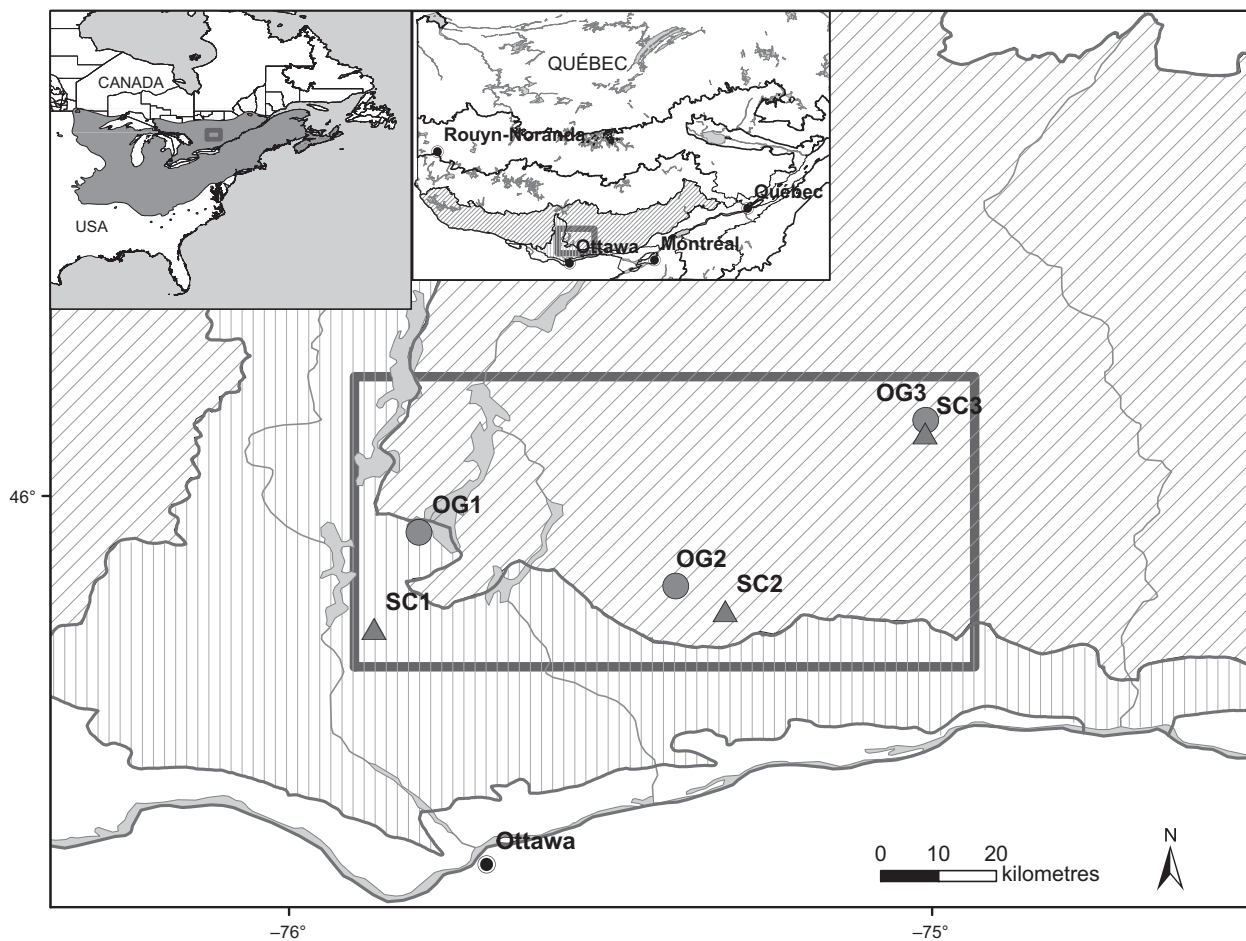 CANADA
USA
QUÉBEC
Rouyn-Noranda
Québec
Ottawa
Montréal
OG3
SC3
46°
OG1
OG2
SC2
SC1
Ottawa
0 10 20
kilometres
N
–76°
–75°